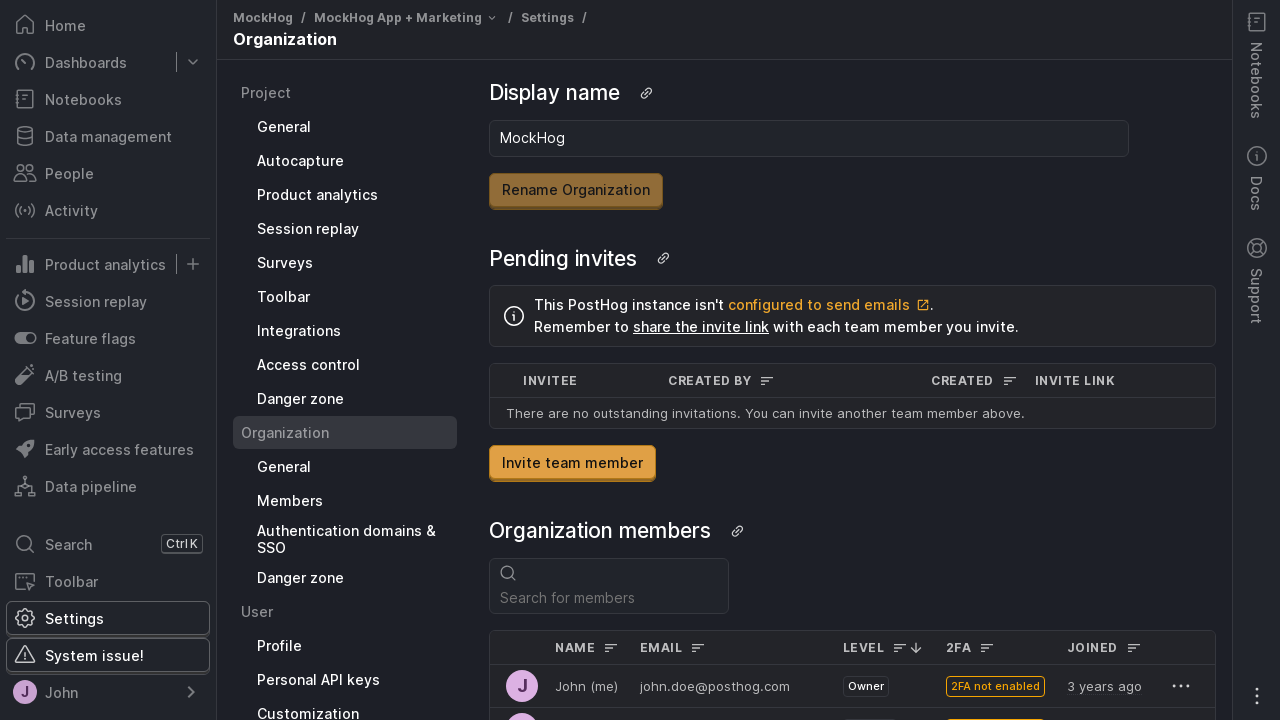 Home
Dashboards
Notebooks
Data management
People
Activity
Product analytics
Session replay
Feature flags
A/B testing
Surveys
Early access features
Data pipeline
Search
Ctrl K
Toolbar
Settings
System issue!
J
John
MockHog / MockHog App + Marketing / Settings /
Organization
Project
General
Autocapture
Product analytics
Session replay
Surveys
Toolbar
Integrations
Access control
Danger zone
Organization
General
Members
Authentication domains &
SSO
Danger zone
User
Profile
Personal API keys
Customization
Display name
MockHog
Rename Organization
Pending invites
This PostHog instance isn't configured to send emails .
Remember to share the invite link with each team member you invite.
INVITEE CREATED BY CREATED INVITE LINK
There are no outstanding invitations. You can invite another team member above.
Invite team member
Organization members
Search for members
NAME EMAIL LEVEL 2FA JOINED
J John (me) john.doe@posthog.com Owner 2FA not enabled 3 years ago
Notebooks
Docs
Support